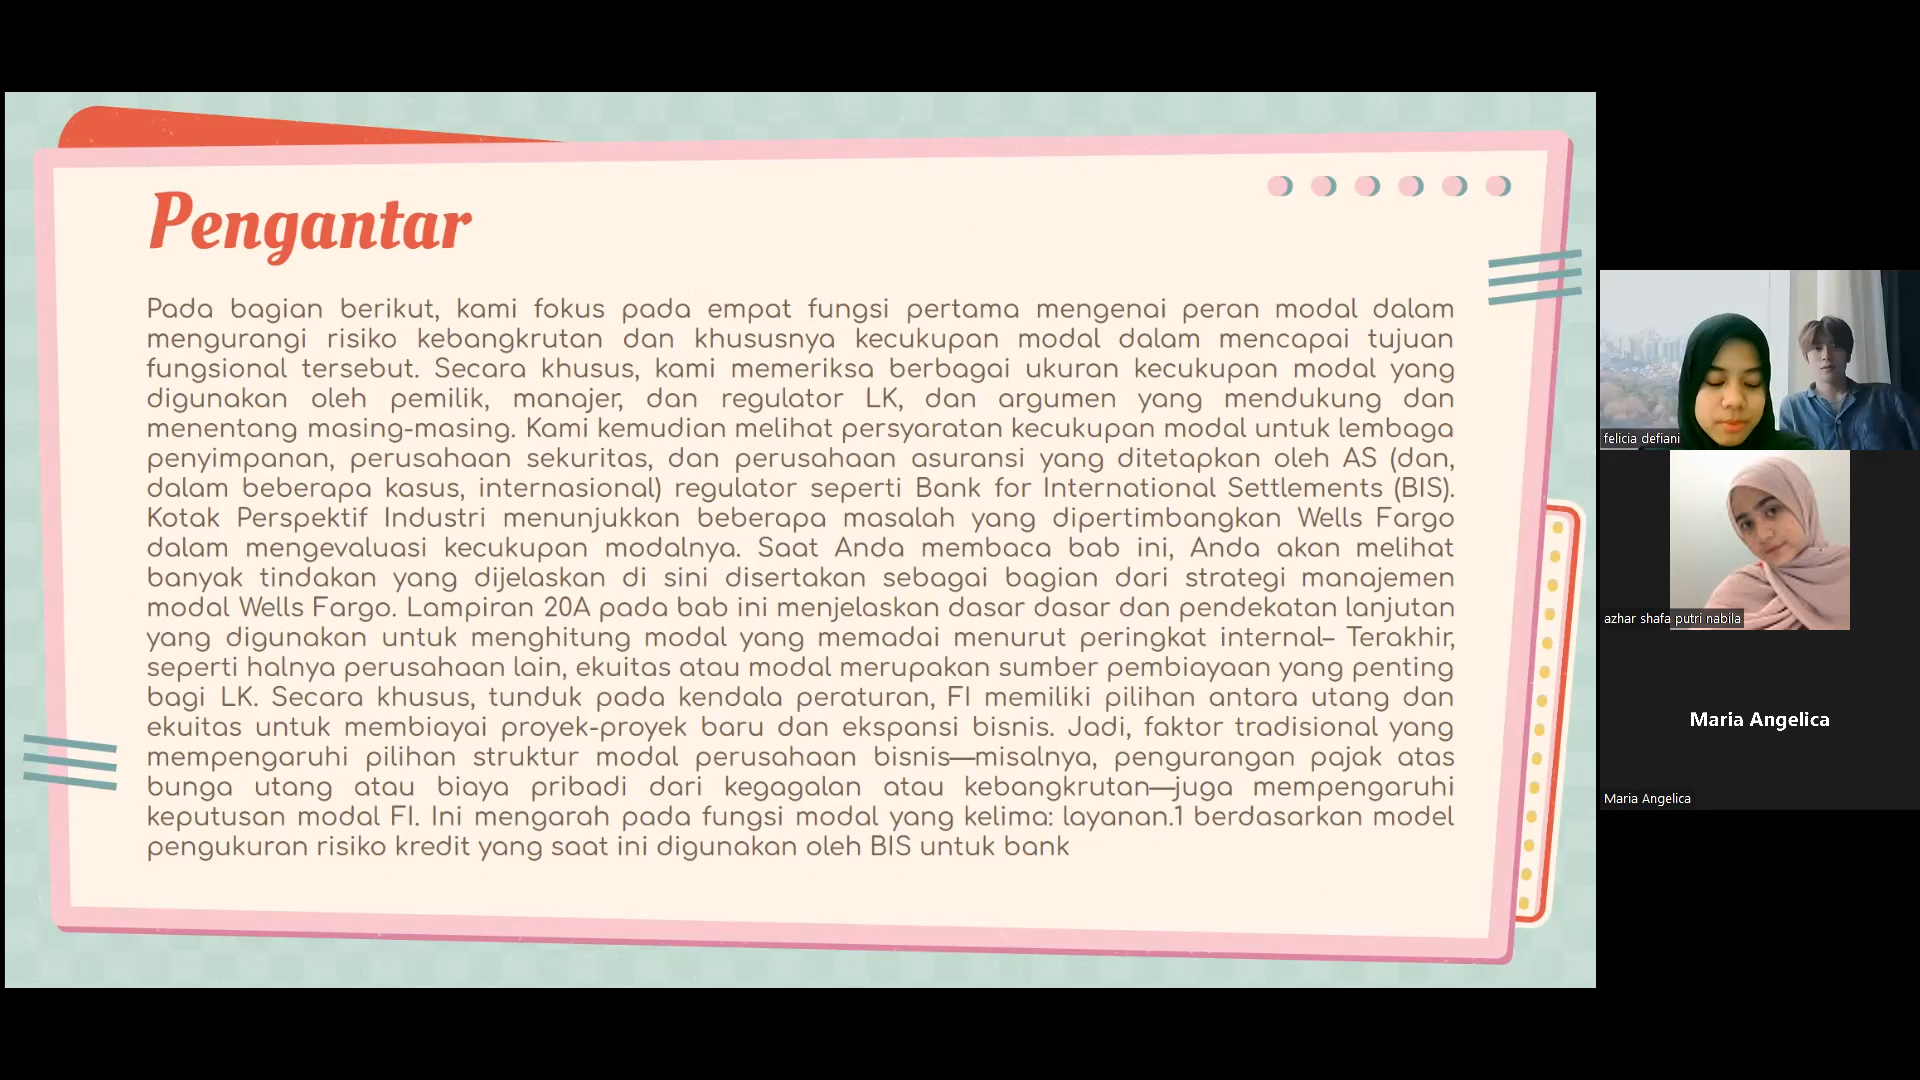 Pengantar
Pada bagian berikut, kami fokus pada empat fungsi pertama mengenai peran modal dalam
mengurangi risiko kebangkrutan dan khususnya kecukupan modal dalam mencapai tujuan
fungsional tersebut. Secara khusus, kami memeriksa berbagai ukuran kecukupan modal yang
digunakan oleh pemilik, manajer, dan regulator LK, dan argumen yang mendukung dan
menentang masing-masing. Kami kemudian melihat persyaratan kecukupan modal untuk lembaga
penyimpanan, perusahaan sekuritas, dan perusahaan asuransi yang ditetapkan oleh AS (dan,
dalam beberapa kasus, internasional) regulator seperti Bank for International Settlements (BIS).
Kotak Perspektif Industri menunjukkan beberapa masalah yang dipertimbangkan Wells Fargo
dalam mengevaluasi kecukupan modalnya. Saat Anda membaca bab ini, Anda akan melihat
banyak tindakan yang dijelaskan di sini disertakan sebagai bagian dari strategi manajemen
modal Wells Fargo. Lampiran 20A pada bab ini menjelaskan dasar dasar dan pendekatan lanjutan
yang digunakan untuk menghitung modal yang memadai menurut peringkat internal– Terakhir,
seperti halnya perusahaan lain, ekuitas atau modal merupakan sumber pembiayaan yang penting
bagi LK. Secara khusus, tunduk pada kendala peraturan, FI memiliki pilihan antara utang dan
ekuitas untuk membiayai proyek-proyek baru dan ekspansi bisnis. Jadi, faktor tradisional yang
mempengaruhi pilihan struktur modal perusahaan bisnis—misalnya, pengurangan pajak atas
bunga utang atau biaya pribadi dari kegagalan atau kebangkrutan—juga mempengaruhi
keputusan modal FI. Ini mengarah pada fungsi modal yang kelima: layanan.1 berdasarkan model
pengukuran risiko kredit yang saat ini digunakan oleh BIS untuk bank
felicia defiani
azhar shafa putri nabila
Maria Angelica
Maria Angelica